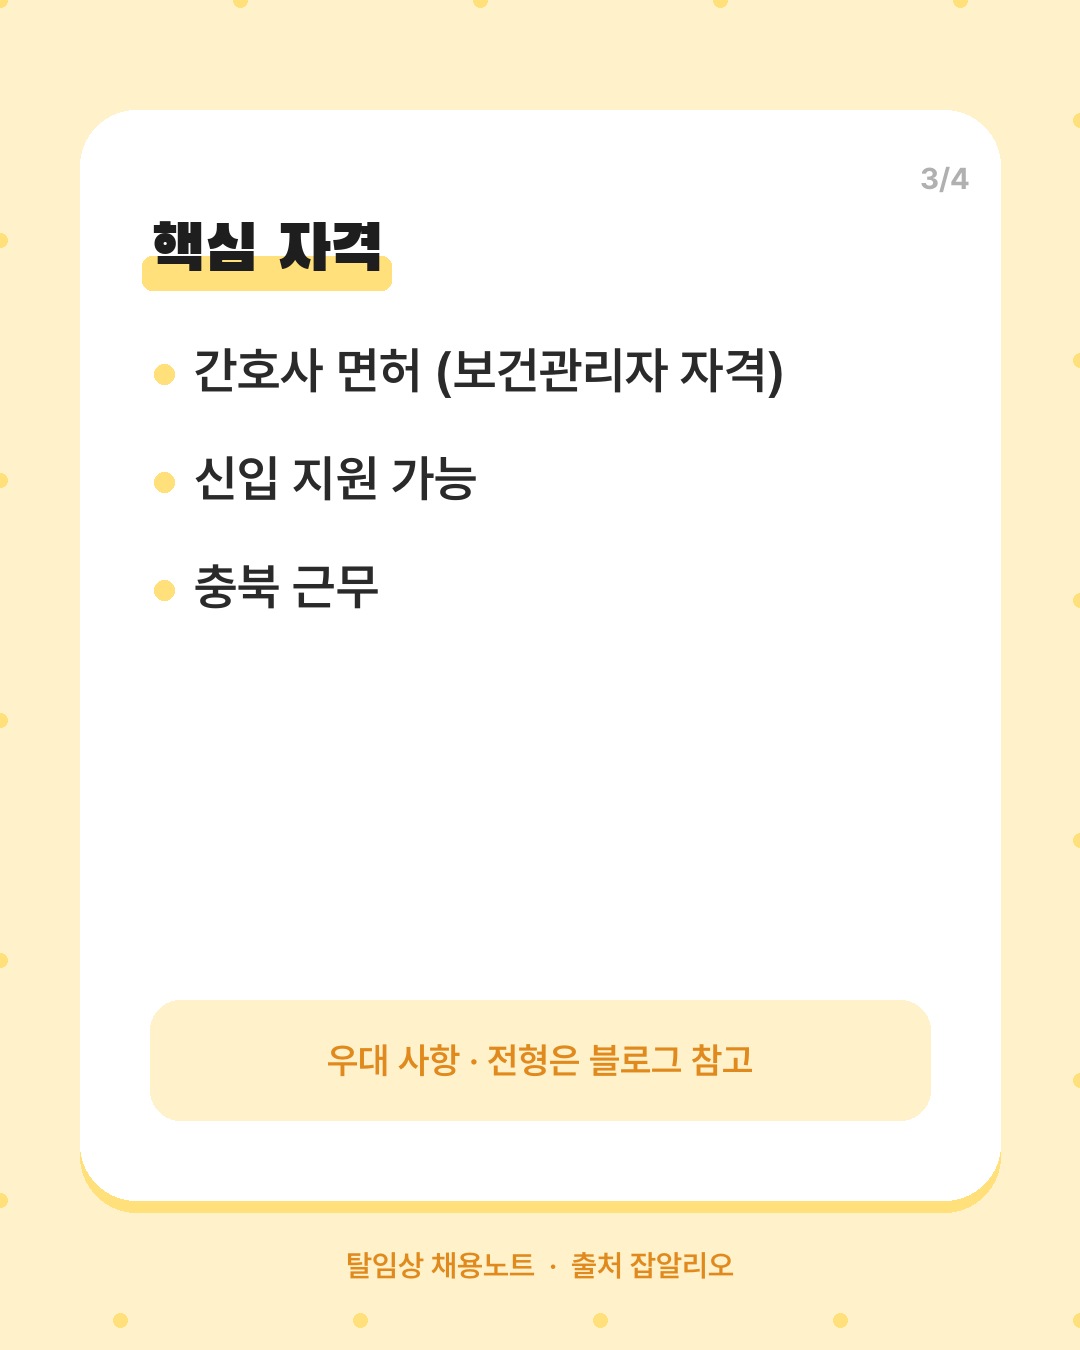 3/4
핵심 자격
간호사 면허 (보건관리자 자격)
신입 지원 가능
충북 근무
우대 사항 · 전형은 블로그 참고
탈임상 채용노트 · 출처 잡알리오